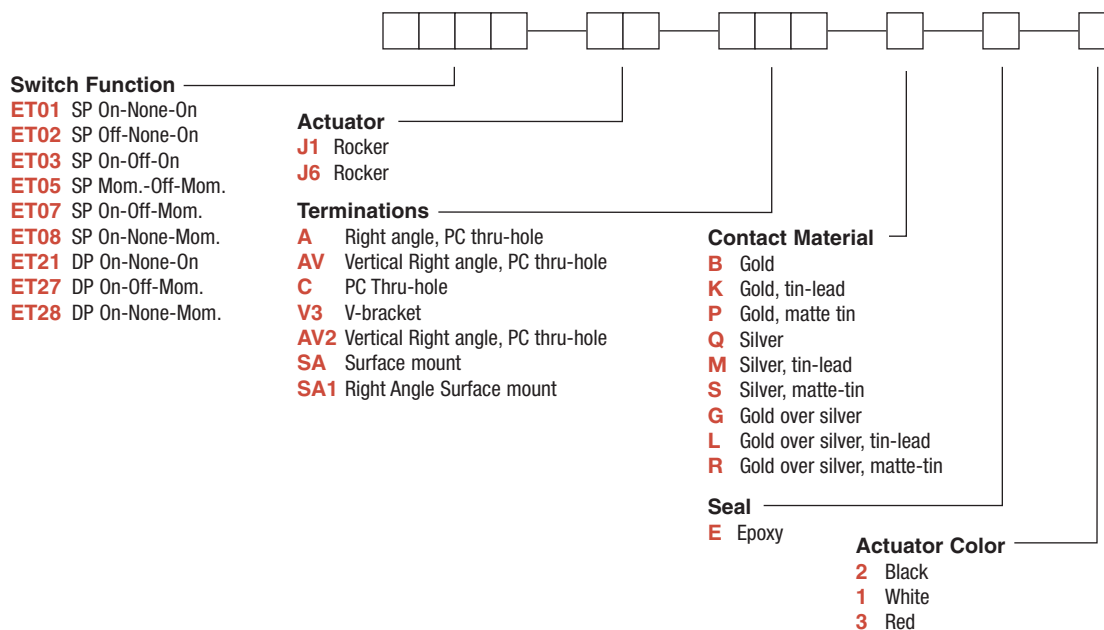 Switch Function
ET01 SP On-None-On
ET02 SP Off-None-On
ET03 SP On-Off-On
ET05 SP Mom.-Off-Mom.
ET07 SP On-Off-Mom.
ET08 SP On-None-Mom.
ET21 DP On-None-On
ET27 DP On-Off-Mom.
ET28 DP On-None-Mom.
Actuator
J1 Rocker
J6 Rocker
Terminations
A Right angle, PC thru-hole
AV Vertical Right angle, PC thru-hole
C PC Thru-hole
V3 V-bracket
AV2 Vertical Right angle, PC thru-hole
SA Surface mount
SA1 Right Angle Surface mount
Contact Material
B Gold
K Gold, tin-lead
P Gold, matte tin
Q Silver
M Silver, tin-lead
S Silver, matte-tin
G Gold over silver
L Gold over silver, tin-lead
R Gold over silver, matte-tin
Seal
E Epoxy
Actuator Color
2 Black
1 White
3 Red